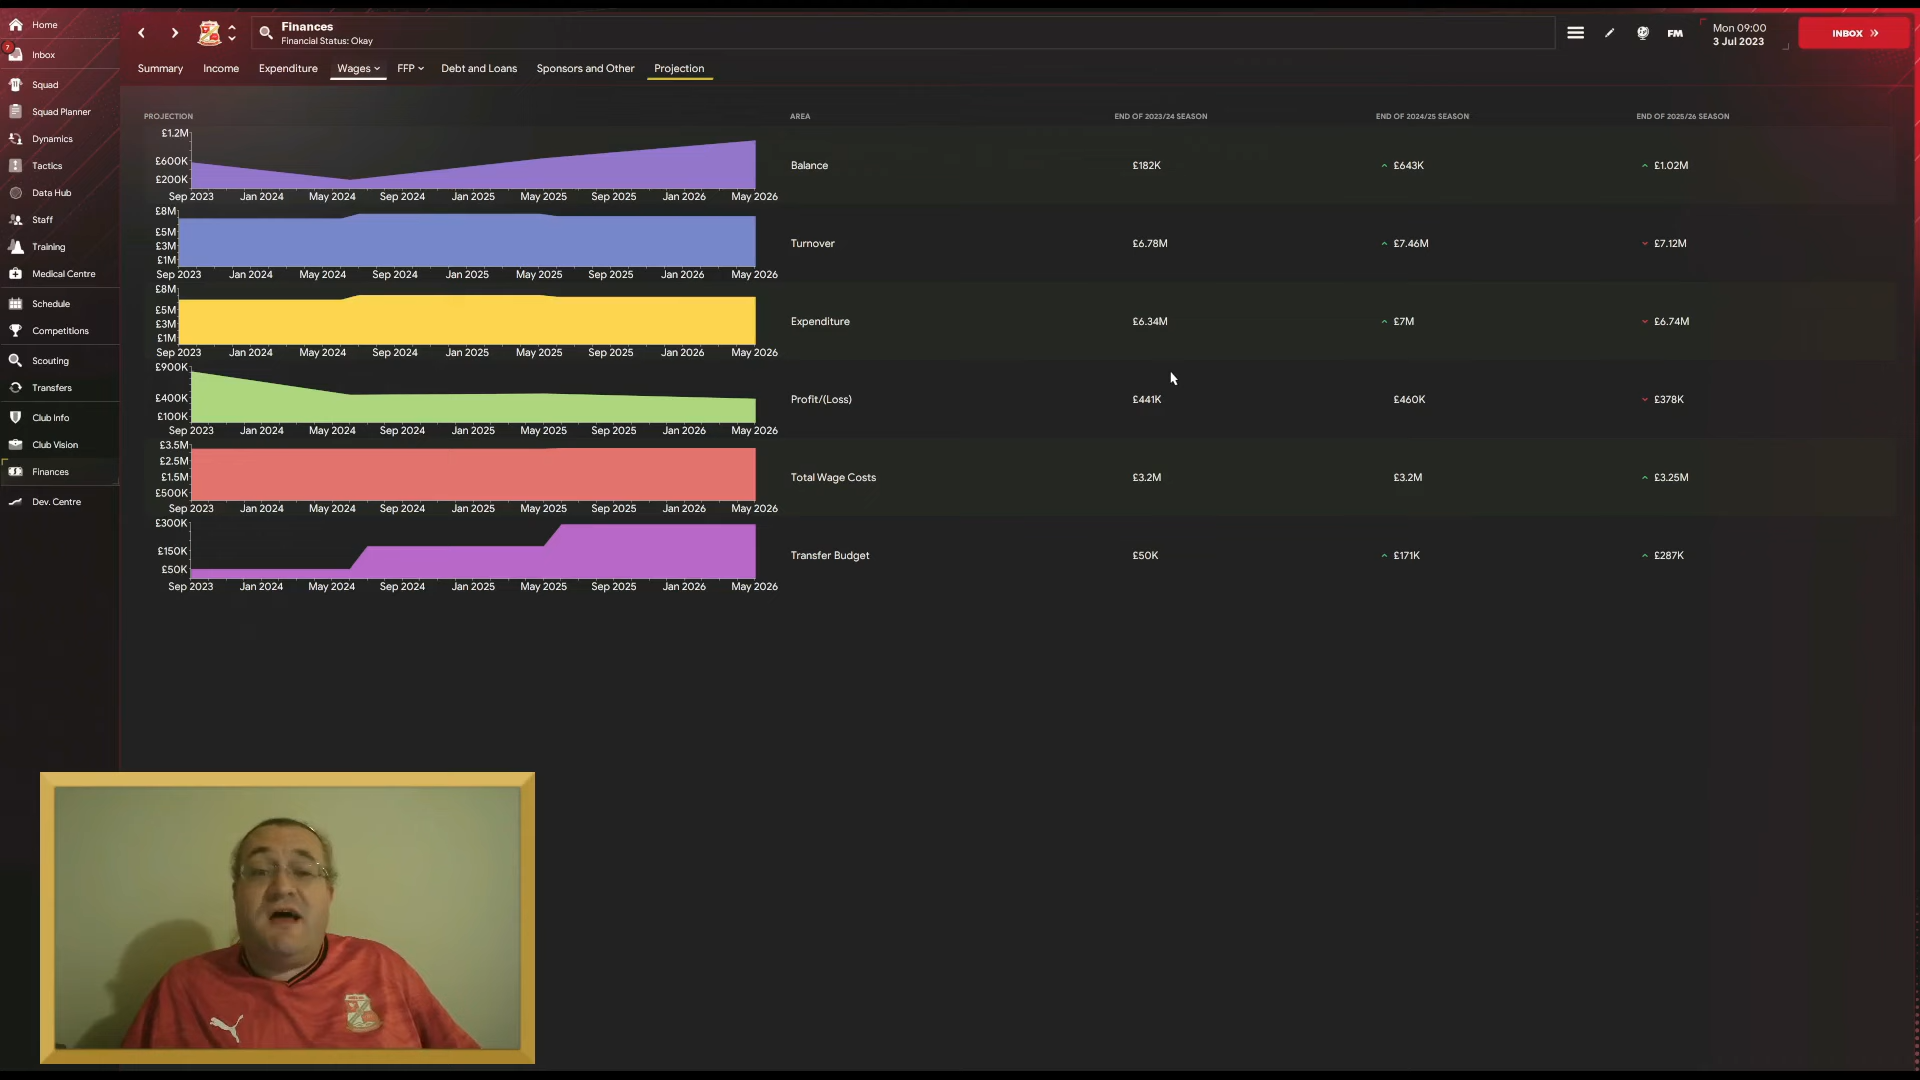 Home
Inbox
Squad
Squad Planner
Dynamics
Tactics
Data Hub
Staff
Training
Medical Centre
Schedule
Competitions
Scouting
Transfers
Club Info
Club Vision
Finances
Dev. Centre
Finances
Financial Status: Okay
FM
Mon 09:00
3 Jul 2023
INBOX
Summary Income Expenditure Wages FFP Debt and Loans Sponsors and Other Projection
PROJECTION AREA END OF 2023/24 SEASON END OF 2024/25 SEASON END OF 2025/26 SEASON
£1.2M
£600K
£200K
Sep 2023 Jan 2024 May 2024 Sep 2024 Jan 2025 May 2025 Sep 2025 Jan 2026 May 2026
Balance £182K £643K £1.02M
£8M
£5M
£3M
£1M
Sep 2023 Jan 2024 May 2024 Sep 2024 Jan 2025 May 2025 Sep 2025 Jan 2026 May 2026
Turnover £6.78M £7.46M £7.12M
£8M
£5M
£3M
£1M
Sep 2023 Jan 2024 May 2024 Sep 2024 Jan 2025 May 2025 Sep 2025 Jan 2026 May 2026
Expenditure £6.34M £7M £6.74M
£900K
£400K
£100K
Sep 2023 Jan 2024 May 2024 Sep 2024 Jan 2025 May 2025 Sep 2025 Jan 2026 May 2026
Profit/(Loss) £441K £460K £378K
£3.5M
£2.5M
£1.5M
£500K
Sep 2023 Jan 2024 May 2024 Sep 2024 Jan 2025 May 2025 Sep 2025 Jan 2026 May 2026
Total Wage Costs £3.2M £3.2M £3.25M
£300K
£150K
£50K
Sep 2023 Jan 2024 May 2024 Sep 2024 Jan 2025 May 2025 Sep 2025 Jan 2026 May 2026
Transfer Budget £50K £171K £287K